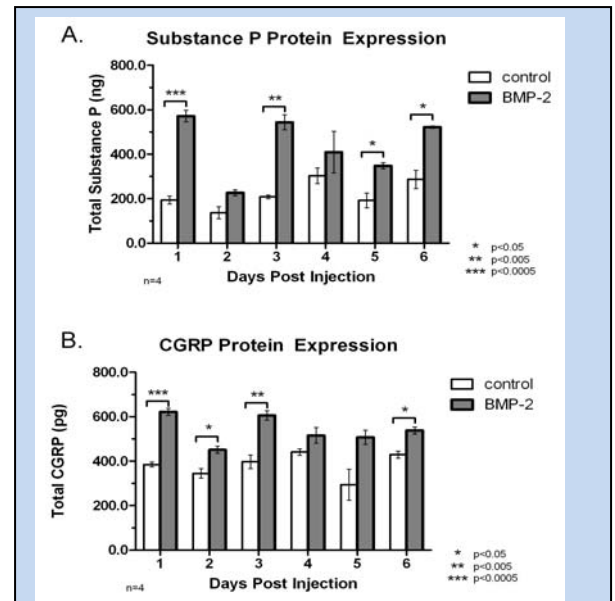 A.
Substance P Protein Expression
Total Substance P (ng)
800.0
600.0
400.0
200.0
0.0
***
**
*
*
control
BMP-2
1 2 3 4 5 6
Days Post Injection
n=4
* p<0.05
** p<0.005
*** p<0.0005
B.
CGRP Protein Expression
Total CGRP (pg)
800.0
600.0
400.0
200.0
0.0
***
*
**
*
control
BMP-2
1 2 3 4 5 6
Days Post Injection
n=4
* p<0.05
** p<0.005
*** p<0.0005